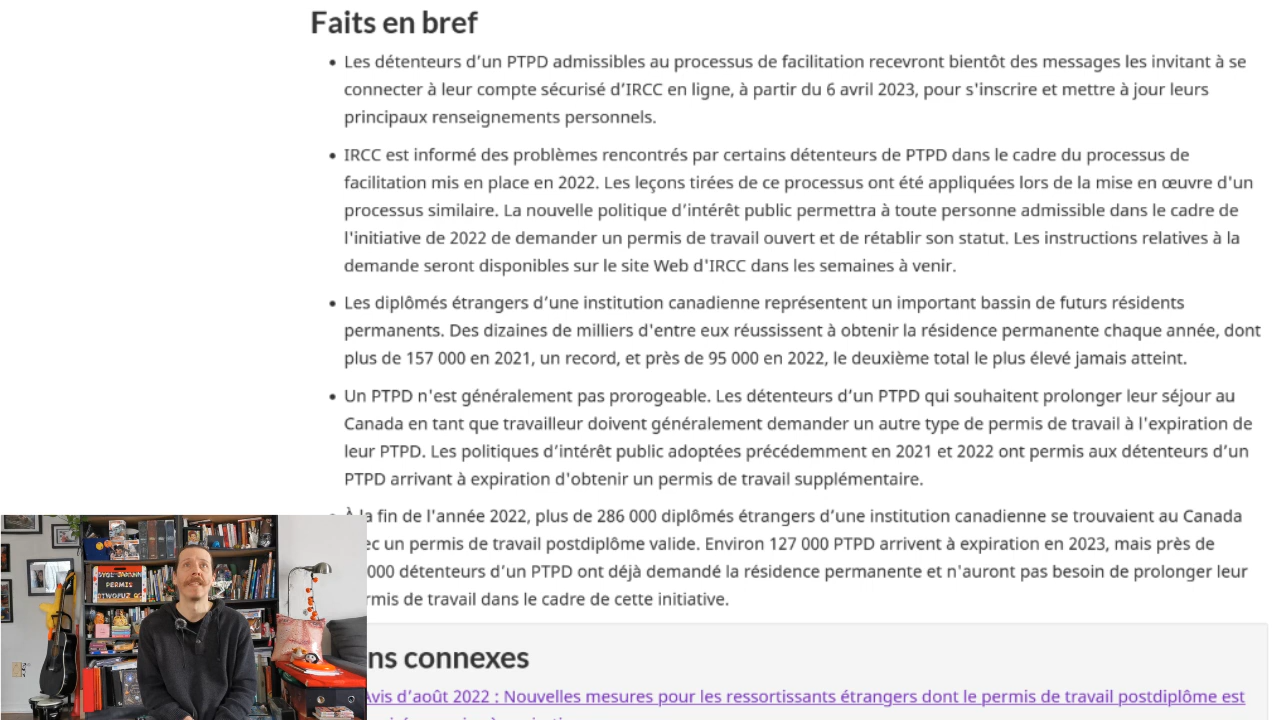 Faits en bref
Les détenteurs d’un PTPD admissibles au processus de facilitation recevront bientôt des messages les invitant à se
connecter à leur compte sécurisé d’IRCC en ligne, à partir du 6 avril 2023, pour s'inscrire et mettre à jour leurs
principaux renseignements personnels.
IRCC est informé des problèmes rencontrés par certains détenteurs de PTPD dans le cadre du processus de
facilitation mis en place en 2022. Les leçons tirées de ce processus ont été appliquées lors de la mise en œuvre d'un
processus similaire. La nouvelle politique d’intérêt public permettra à toute personne admissible dans le cadre de
l'initiative de 2022 de demander un permis de travail ouvert et de rétablir son statut. Les instructions relatives à la
demande seront disponibles sur le site Web d'IRCC dans les semaines à venir.
Les diplômés étrangers d’une institution canadienne représentent un important bassin de futurs résidents
permanents. Des dizaines de milliers d'entre eux réussissent à obtenir la résidence permanente chaque année, dont
plus de 157 000 en 2021, un record, et près de 95 000 en 2022, le deuxième total le plus élevé jamais atteint.
Un PTPD n'est généralement pas prorogeable. Les détenteurs d’un PTPD qui souhaitent prolonger leur séjour au
Canada en tant que travailleur doivent généralement demander un autre type de permis de travail à l'expiration de
leur PTPD. Les politiques d’intérêt public adoptées précédemment en 2021 et 2022 ont permis aux détenteurs d’un
PTPD arrivant à expiration d'obtenir un permis de travail supplémentaire.
À la fin de l'année 2022, plus de 286 000 diplômés étrangers d’une institution canadienne se trouvaient au Canada
un permis de travail postdiplôme valide. Environ 127 000 PTPD arrivent à expiration en 2023, mais près de
000 détenteurs d’un PTPD ont déjà demandé la résidence permanente et n'auront pas besoin de prolonger leur
de travail dans le cadre de cette initiative.
connexes
Avis d’août 2022 : Nouvelles mesures pour les ressortissants étrangers dont le permis de travail postdiplôme est
PERMIS